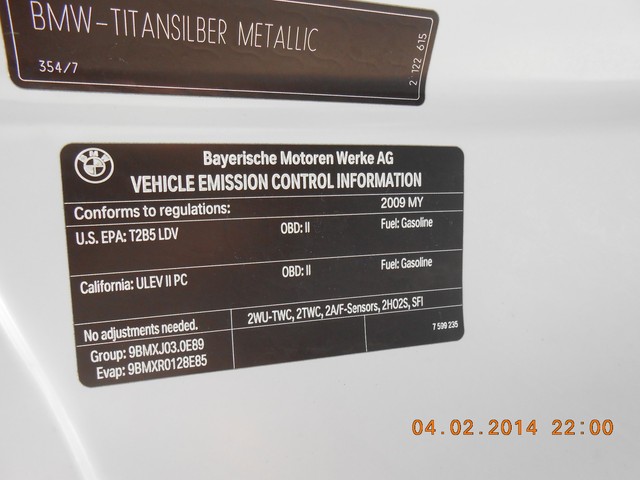 BMW-TITANSILBER METALLIC
354/7
2 122 615
BMW
Bayerische Motoren Werke AG
VEHICLE EMISSION CONTROL INFORMATION
Conforms to regulations: 2009 MY
U.S. EPA: T2B5 LDV OBD: II Fuel: Gasoline
California: ULEV II PC OBD: II Fuel: Gasoline
No adjustments needed. 2WU-TWC, 2TWC, 2A/F-Sensors, 2HO2S, SFI
Group: 9BMXJ03.0E89 7 599 235
Evap: 9BMXR0128E85
04.02.2014 22:00